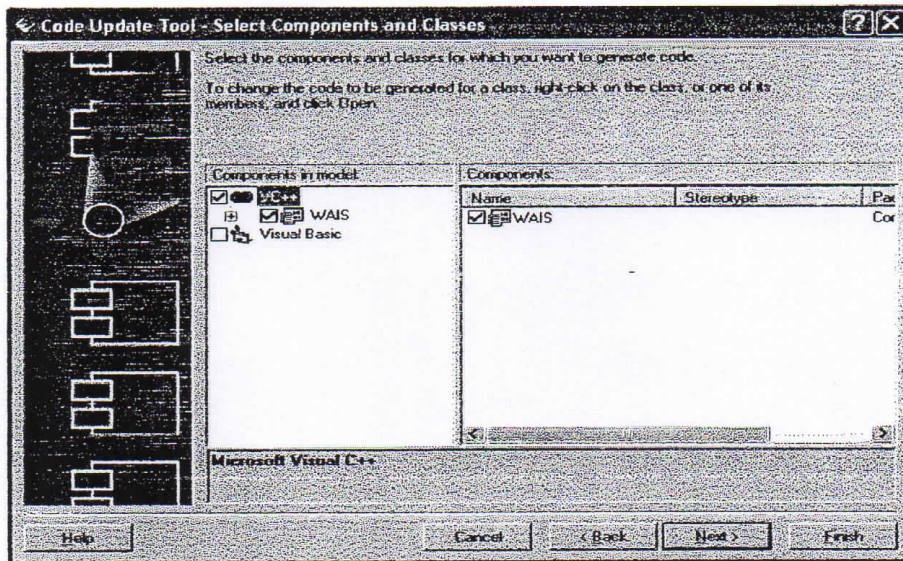 Code Update Tool - Select Components and Classes
Select the components and classes for which you want to generate code.
To change the code to be generated for a class, right-click on the class, or one of its
members, and click Open.
Components in model:
VC++
WAIS
Visual Basic
Components:
Name Stereotype Pac
WAIS Cor
Microsoft Visual C++
Help Cancel < Back Next > Finish